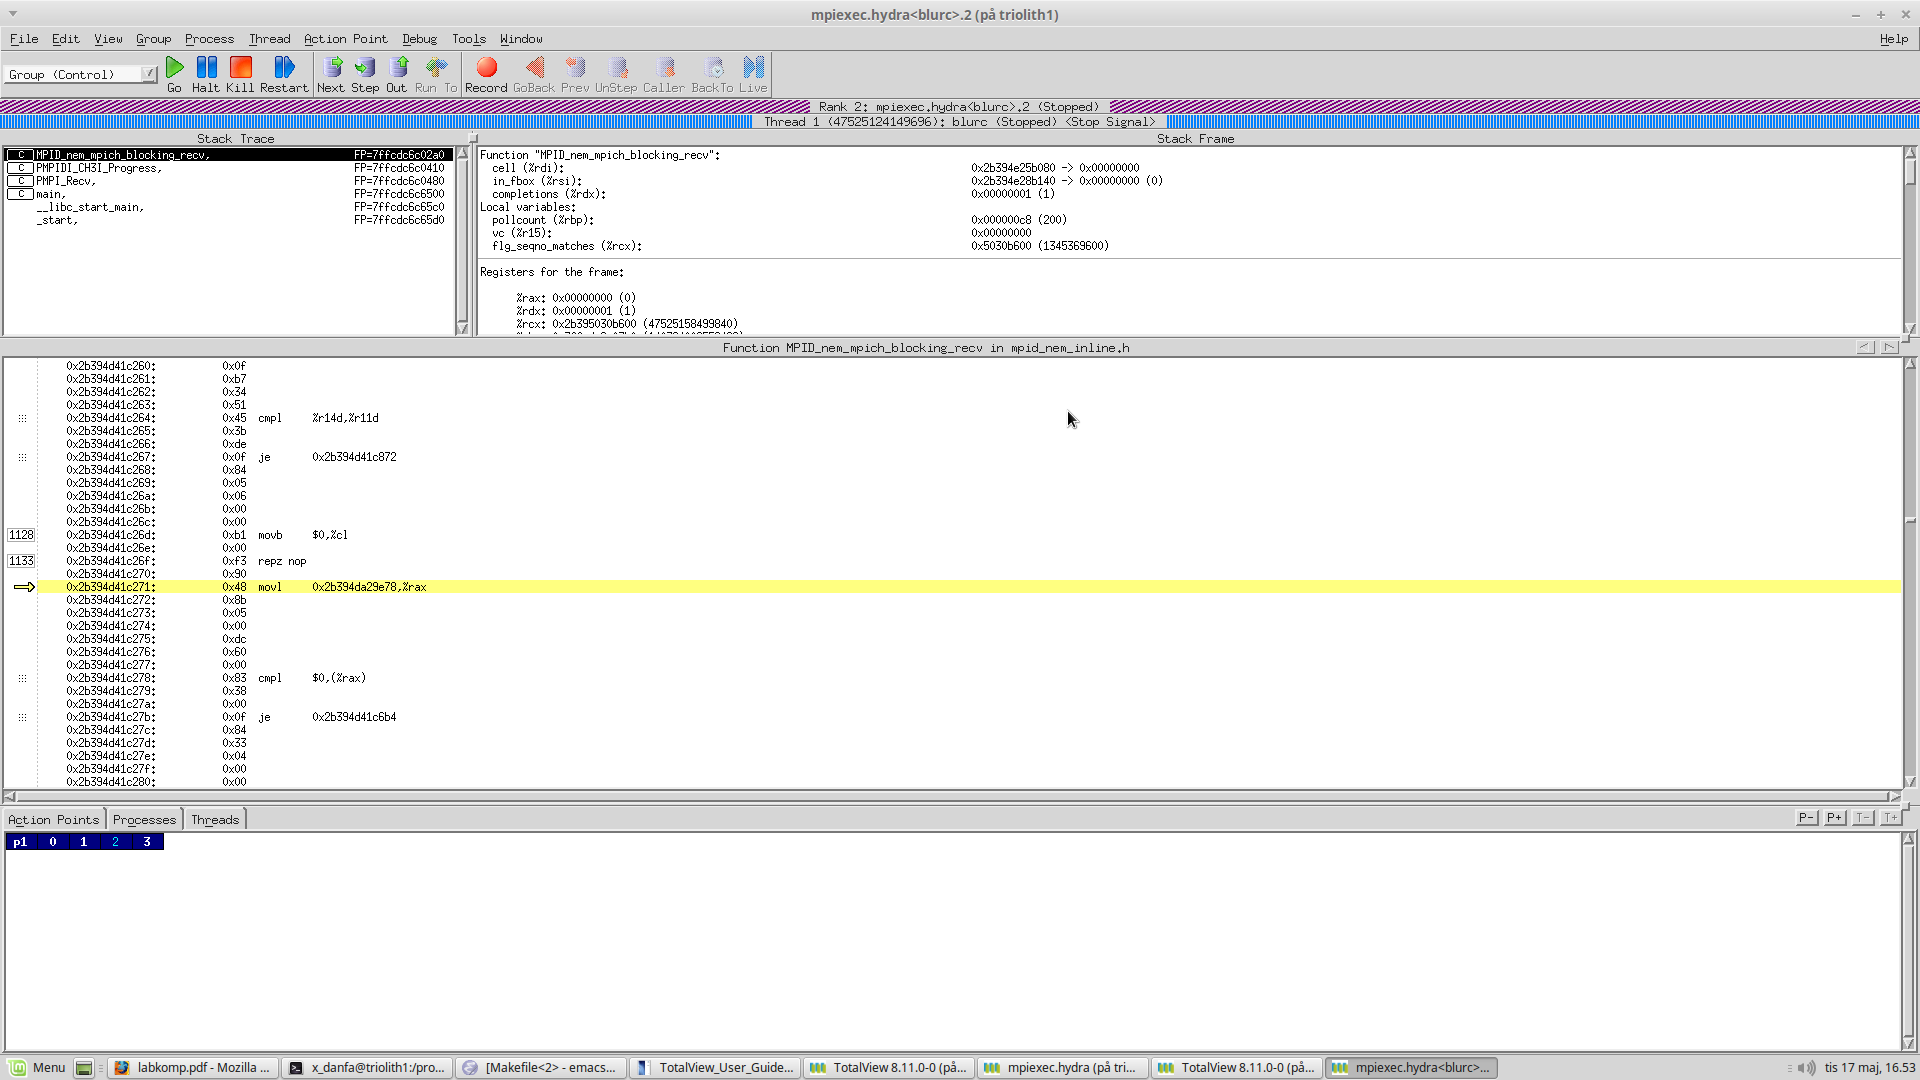 mpiexec.hydra<blurc>.2 (på triolith1)
File Edit View Group Process Thread Action Point Debug Tools Window Help
Group (Control)
Go Halt Kill Restart Next Step Out Run To Record GoBack Prev UnStep Caller BackTo Live
Rank 2: mpiexec.hydra<blurc>.2 (Stopped)
Thread 1 (47525124149696): blurc (Stopped) <Stop Signal>
Stack Trace
C MPID_nem_mpich_blocking_recv, FP=7ffcdc6c02a0
C PMPIDI_CH3I_Progress, FP=7ffcdc6c0410
C PMPI_Recv, FP=7ffcdc6c0480
C main, FP=7ffcdc6c6500
__libc_start_main, FP=7ffcdc6c65c0
_start, FP=7ffcdc6c65d0
Stack Frame
Function "MPID_nem_mpich_blocking_recv":
cell (%rdi): 0x2b394e25b080 -> 0x00000000
in_fbox (%rsi): 0x2b394e28b140 -> 0x00000000 (0)
completions (%rdx): 0x00000001 (1)
Local variables:
pollcount (%rbp): 0x000000c8 (200)
vc (%r15): 0x00000000
flg_seqno_matches (%rcx): 0x5030b600 (1345369600)
Registers for the frame:
%rax: 0x00000000 (0)
%rdx: 0x00000001 (1)
%rcx: 0x2b395030b600 (47525158499840)
Function MPID_nem_mpich_blocking_recv in mpid_nem_inline.h
0x2b394d41c260: 0x0f
0x2b394d41c261: 0xb7
0x2b394d41c262: 0x34
0x2b394d41c263: 0x51
0x2b394d41c264: 0x45 cmpl %r14d,%r11d
0x2b394d41c265: 0x3b
0x2b394d41c266: 0xde
0x2b394d41c267: 0x0f je 0x2b394d41c872
0x2b394d41c268: 0x84
0x2b394d41c269: 0x05
0x2b394d41c26a: 0x06
0x2b394d41c26b: 0x00
0x2b394d41c26c: 0x00
1128 0x2b394d41c26d: 0xb1 movb $0,%cl
0x2b394d41c26e: 0x00
1133 0x2b394d41c26f: 0xf3 repz nop
0x2b394d41c270: 0x90
0x2b394d41c271: 0x48 movl 0x2b394da29e78,%rax
0x2b394d41c272: 0x8b
0x2b394d41c273: 0x05
0x2b394d41c274: 0x00
0x2b394d41c275: 0xdc
0x2b394d41c276: 0x60
0x2b394d41c277: 0x00
0x2b394d41c278: 0x83 cmpl $0,(%rax)
0x2b394d41c279: 0x38
0x2b394d41c27a: 0x00
0x2b394d41c27b: 0x0f je 0x2b394d41c6b4
0x2b394d41c27c: 0x84
0x2b394d41c27d: 0x33
0x2b394d41c27e: 0x04
0x2b394d41c27f: 0x00
0x2b394d41c280: 0x00
Action Points Processes Threads P- P+ T- T+
p1 0 1 2 3
Menu labkomp.pdf - Mozilla ... x_danfa@triolith1:/pro... [Makefile<2> - emacs... TotalView_User_Guide... TotalView 8.11.0-0 (på... mpiexec.hydra (på tri... TotalView 8.11.0-0 (på... mpiexec.hydra<blurc>... tis 17 maj, 16.53